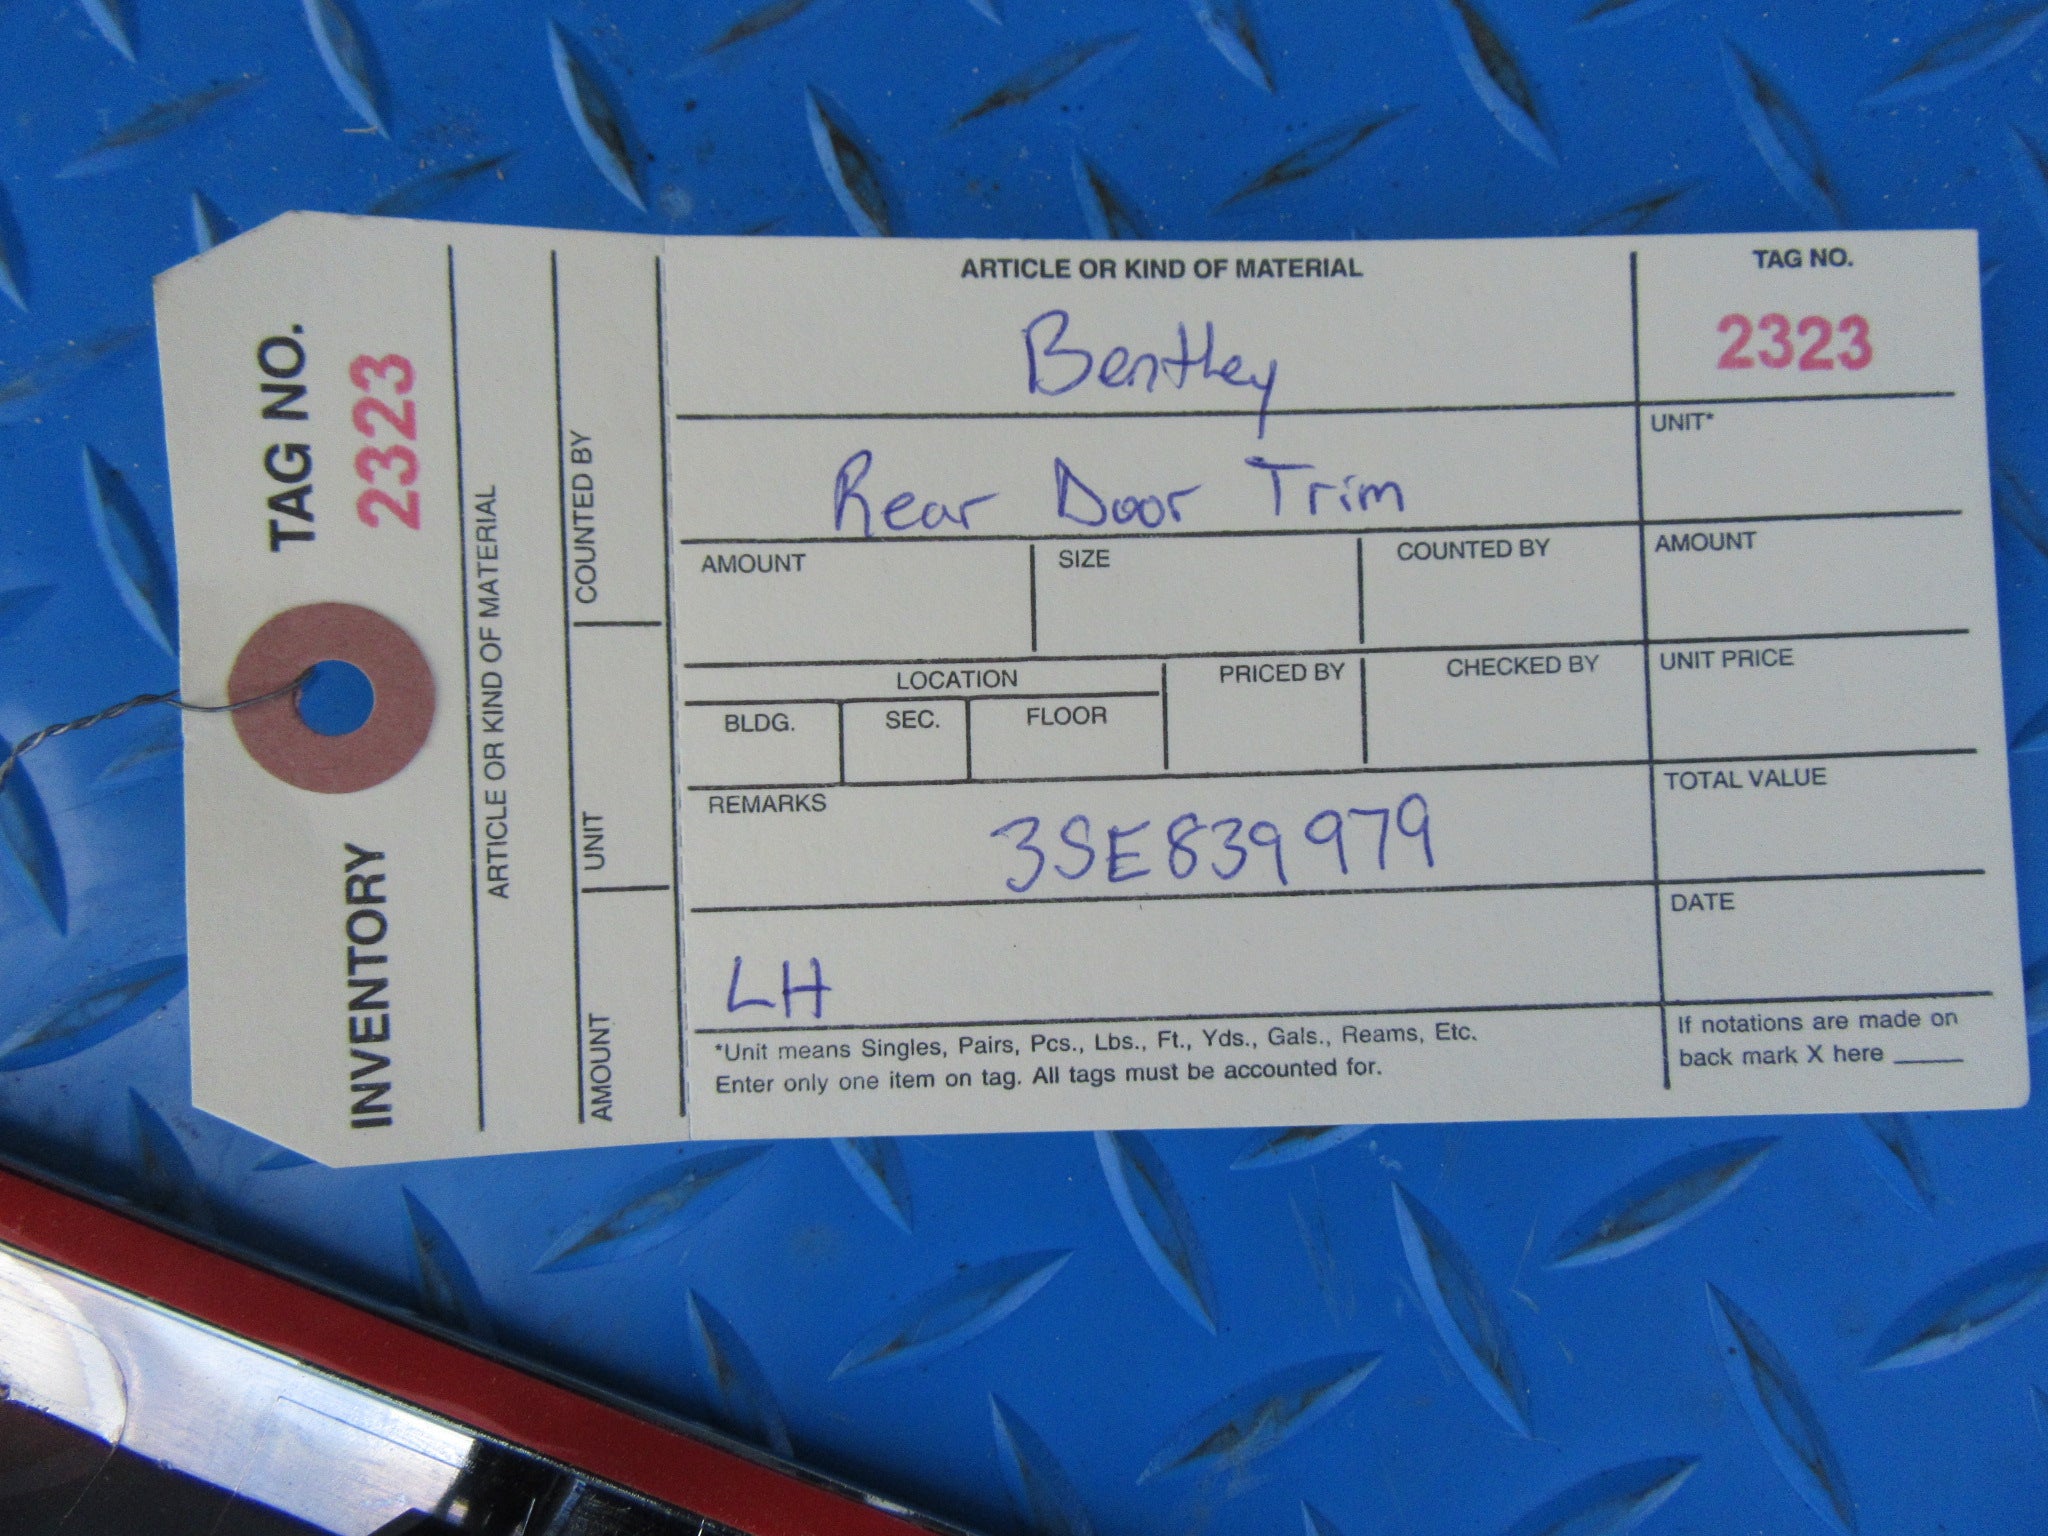 INVENTORY TAG NO.
2323
ARTICLE OR KIND OF MATERIAL
AMOUNT UNIT COUNTED BY
ARTICLE OR KIND OF MATERIAL TAG NO.
Bentley 2323
UNIT*
Rear Door Trim
AMOUNT SIZE COUNTED BY AMOUNT
LOCATION PRICED BY CHECKED BY UNIT PRICE
BLDG. SEC. FLOOR
REMARKS TOTAL VALUE
3SE839979
DATE
LH
*Unit means Singles, Pairs, Pcs., Lbs., Ft., Yds., Gals., Reams, Etc. If notations are made on
Enter only one item on tag. All tags must be accounted for. back mark X here _____